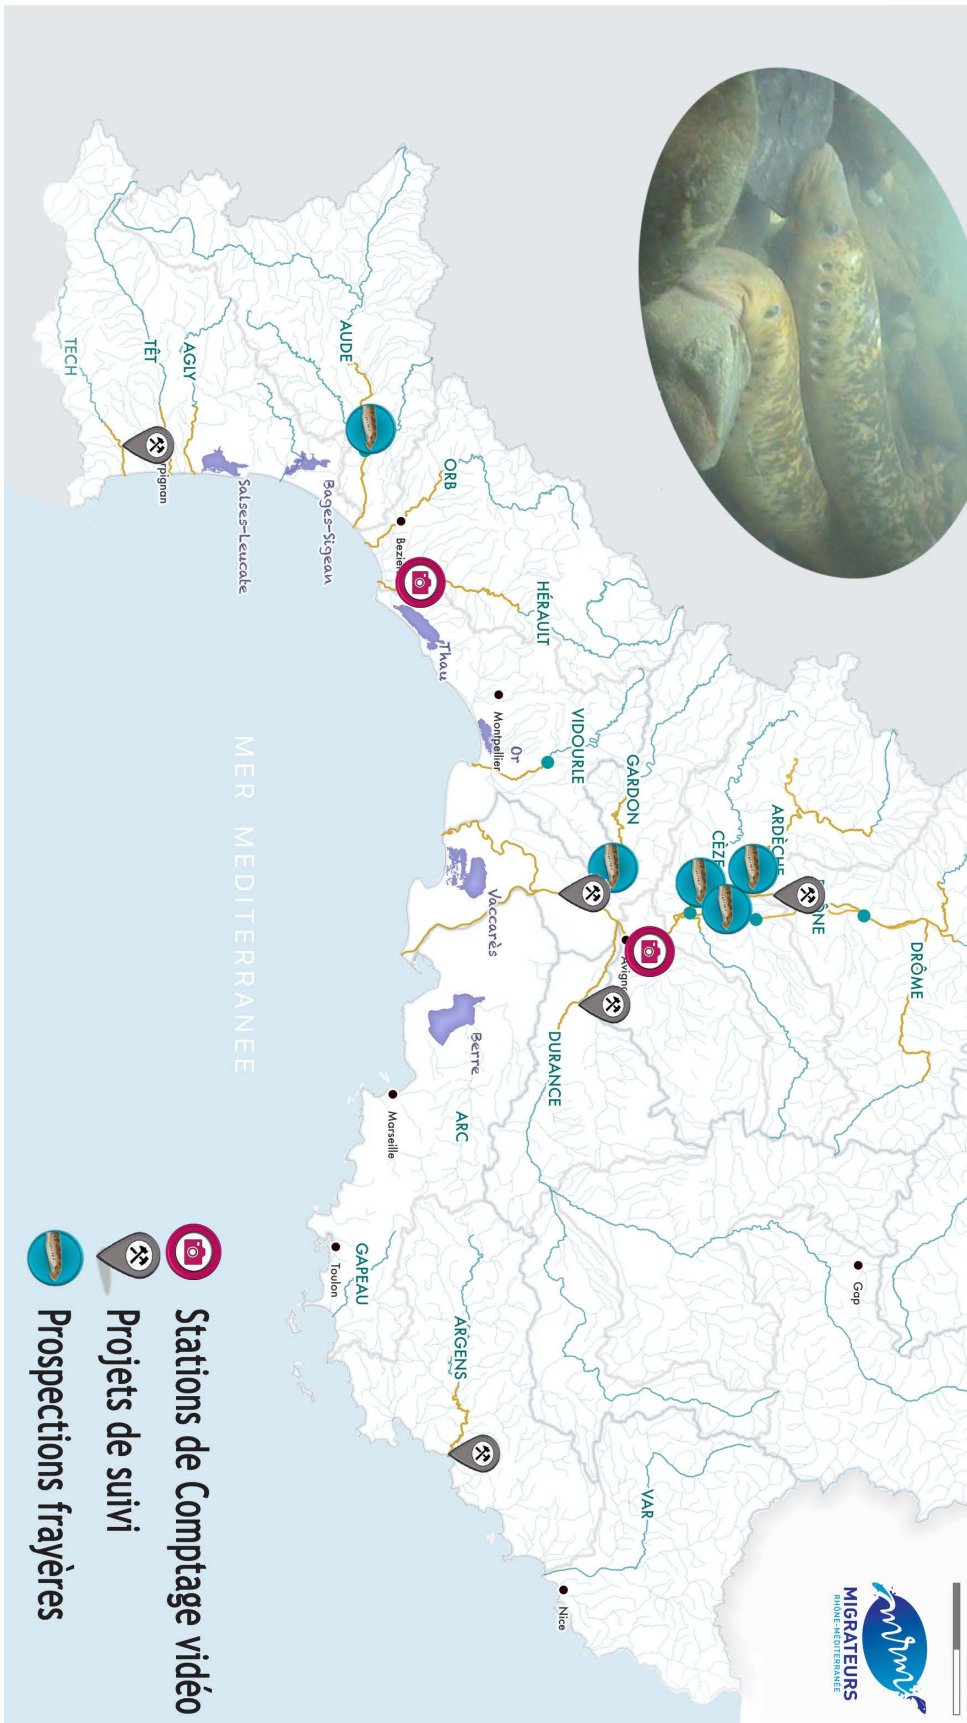 DRÔME
ARDÈCHE
CÈZE
GARDON
VIDOURLE
HÉRAULT
ORB
AUDE
AGLY
TÊT
TECH
DURANCE
ARC
GAPEAU
ARGENS
VAR
Gap
Nice
Toulon
Marseille
Montpellier
Or
Thau
Bages-Sigean
Salses-Leucate
Vaccarès
Berre
MER MEDITERRANEE
MIGRATEURS
RHÔNE-MÉDITERRANÉE
mrm
Stations de Comptage vidéo
Projets de suivi
Prospections frayères